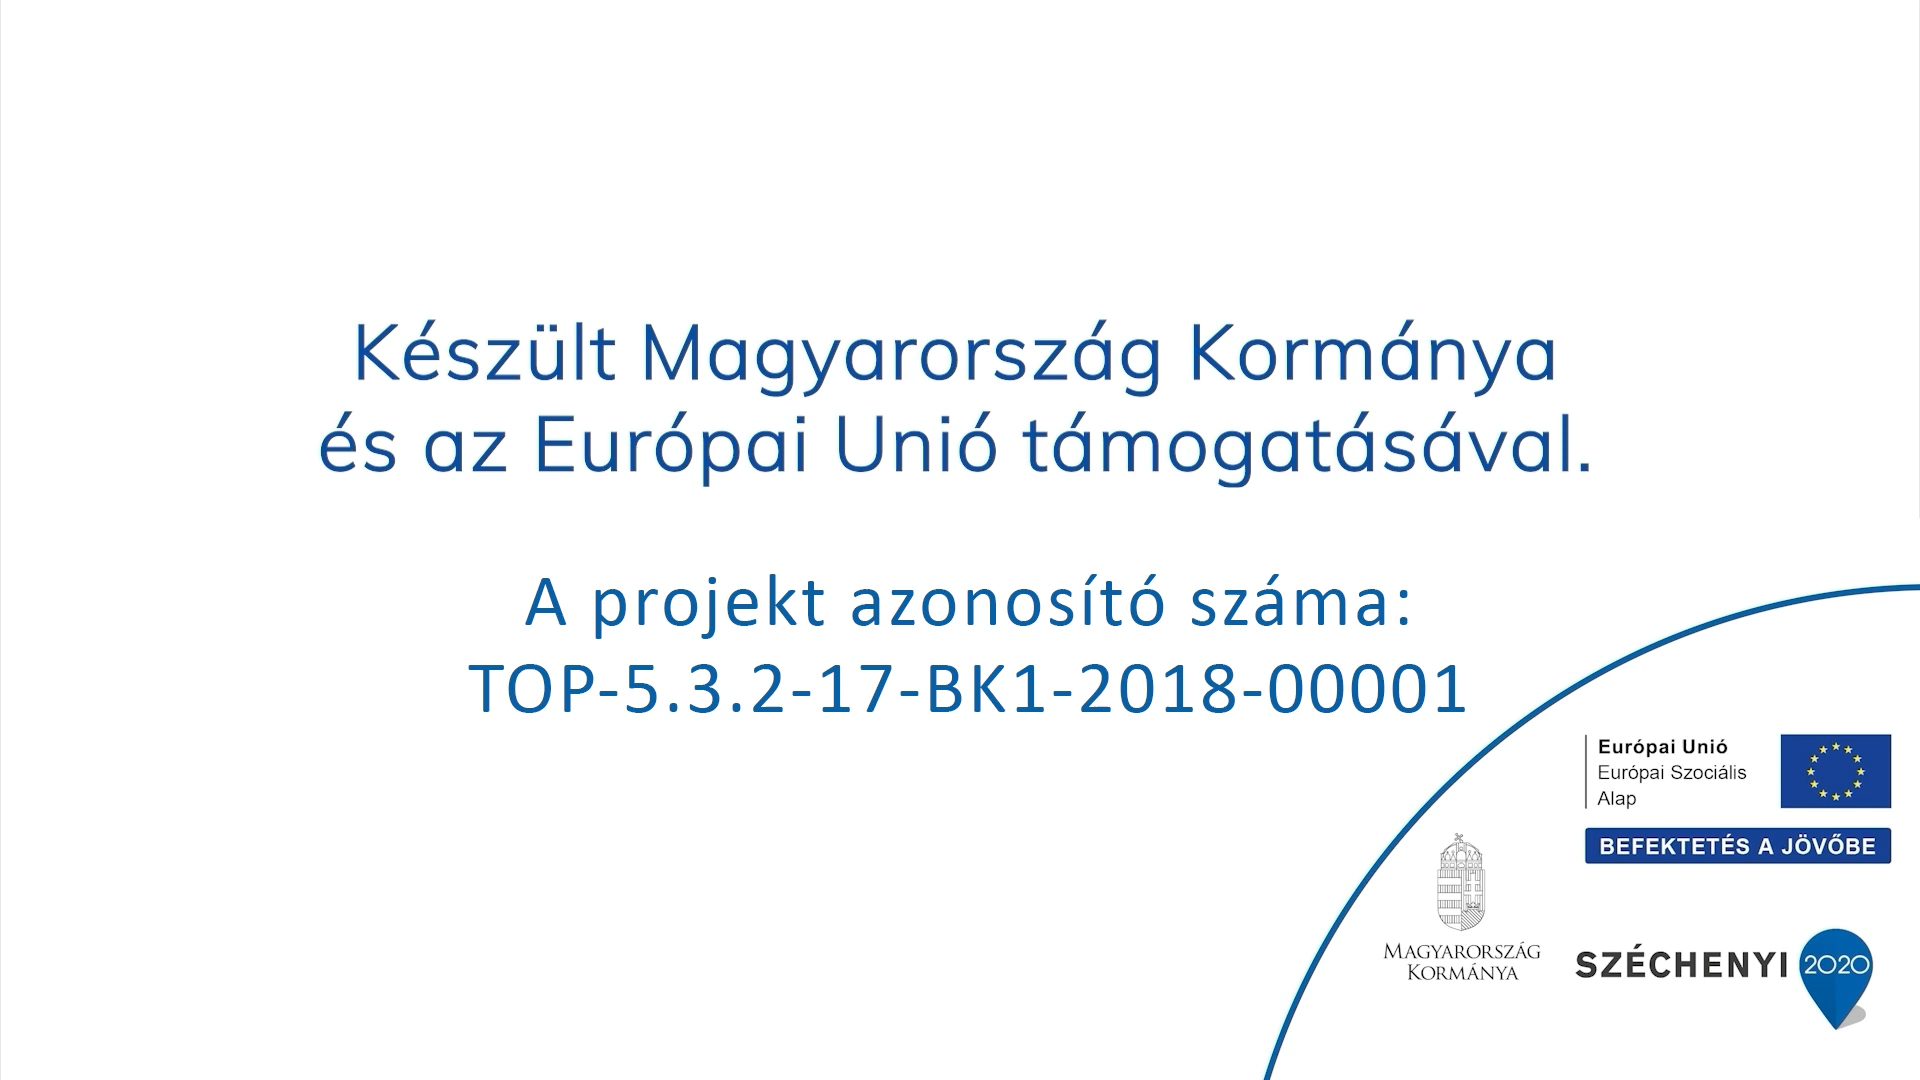 Készült Magyarország Kormánya
és az Európai Unió támogatásával.
A projekt azonosító száma:
TOP-5.3.2-17-BK1-2018-00001
Európai Unió
Európai Szociális
Alap
BEFEKTETÉS A JÖVŐBE
MAGYARORSZÁG
KORMÁNYA
SZÉCHENYI 2020